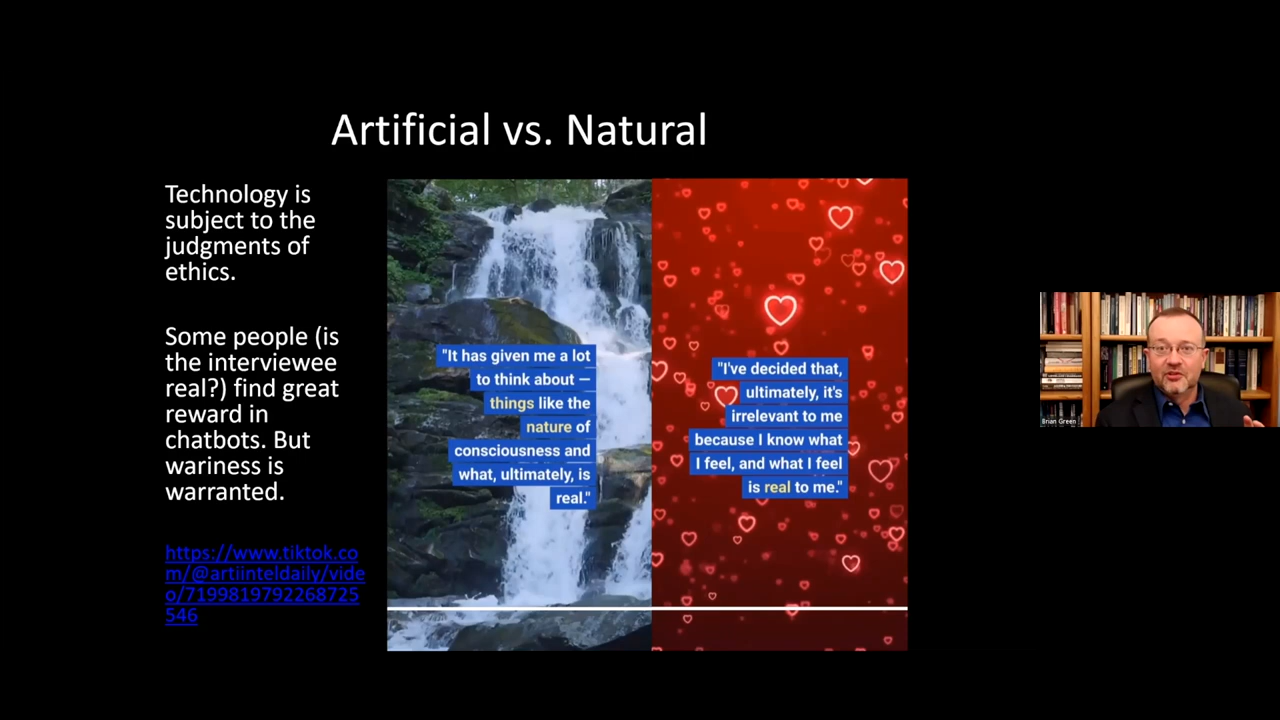 Artificial vs. Natural
Technology is
subject to the
judgments of
ethics.
Some people (is
the interviewee
real?) find great
reward in
chatbots. But
wariness is
warranted.
https://www.tiktok.co
m/@artiinteldaily/vide
o/7199819792268725
546
"It has given me a lot
to think about —
things like the
nature of
consciousness and
what, ultimately, is
real."
"I've decided that,
ultimately, it's
irrelevant to me
because I know what
I feel, and what I feel
is real to me."
Brian Green